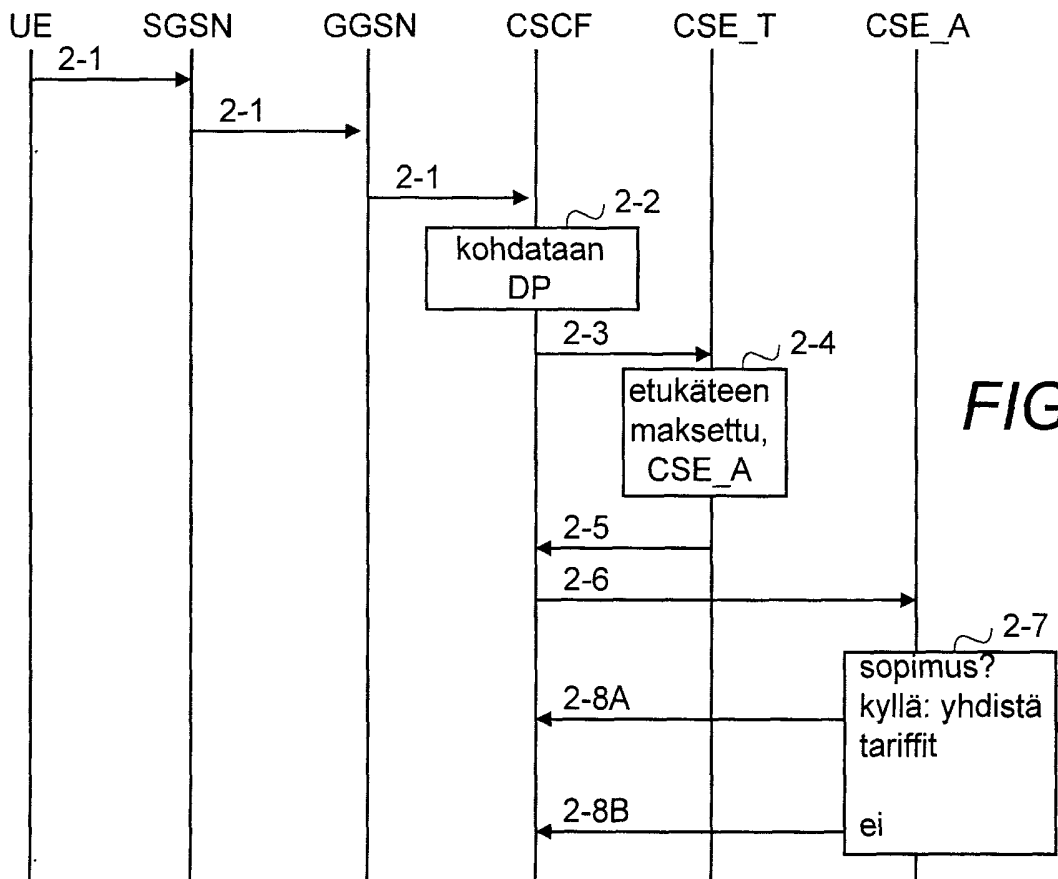 UE SGSN GGSN CSCF CSE_T CSE_A
2-1
2-1
2-1
2-2
kohdataan
DP
2-3
2-4
etukäteen
maksettu,
CSE_A
FIG
2-5
2-6
2-7
sopimus?
kyllä: yhdistä
tariffit
ei
2-8A
2-8B